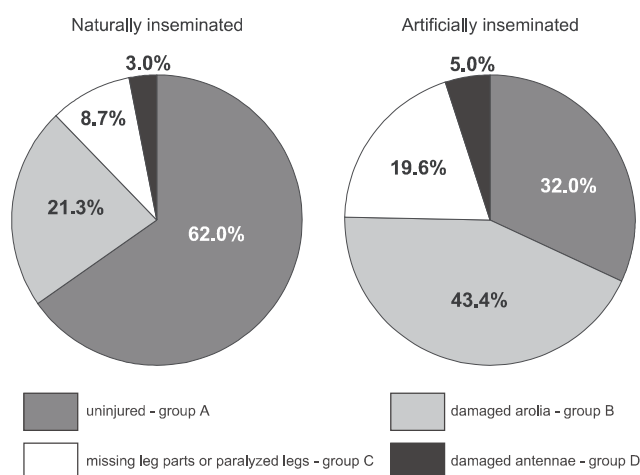 Naturally inseminated
Artificially inseminated
3.0%
5.0%
8.7%
19.6%
21.3%
32.0%
62.0%
43.4%
uninjured - group A
damaged arolia - group B
missing leg parts or paralyzed legs - group C
damaged antennae - group D